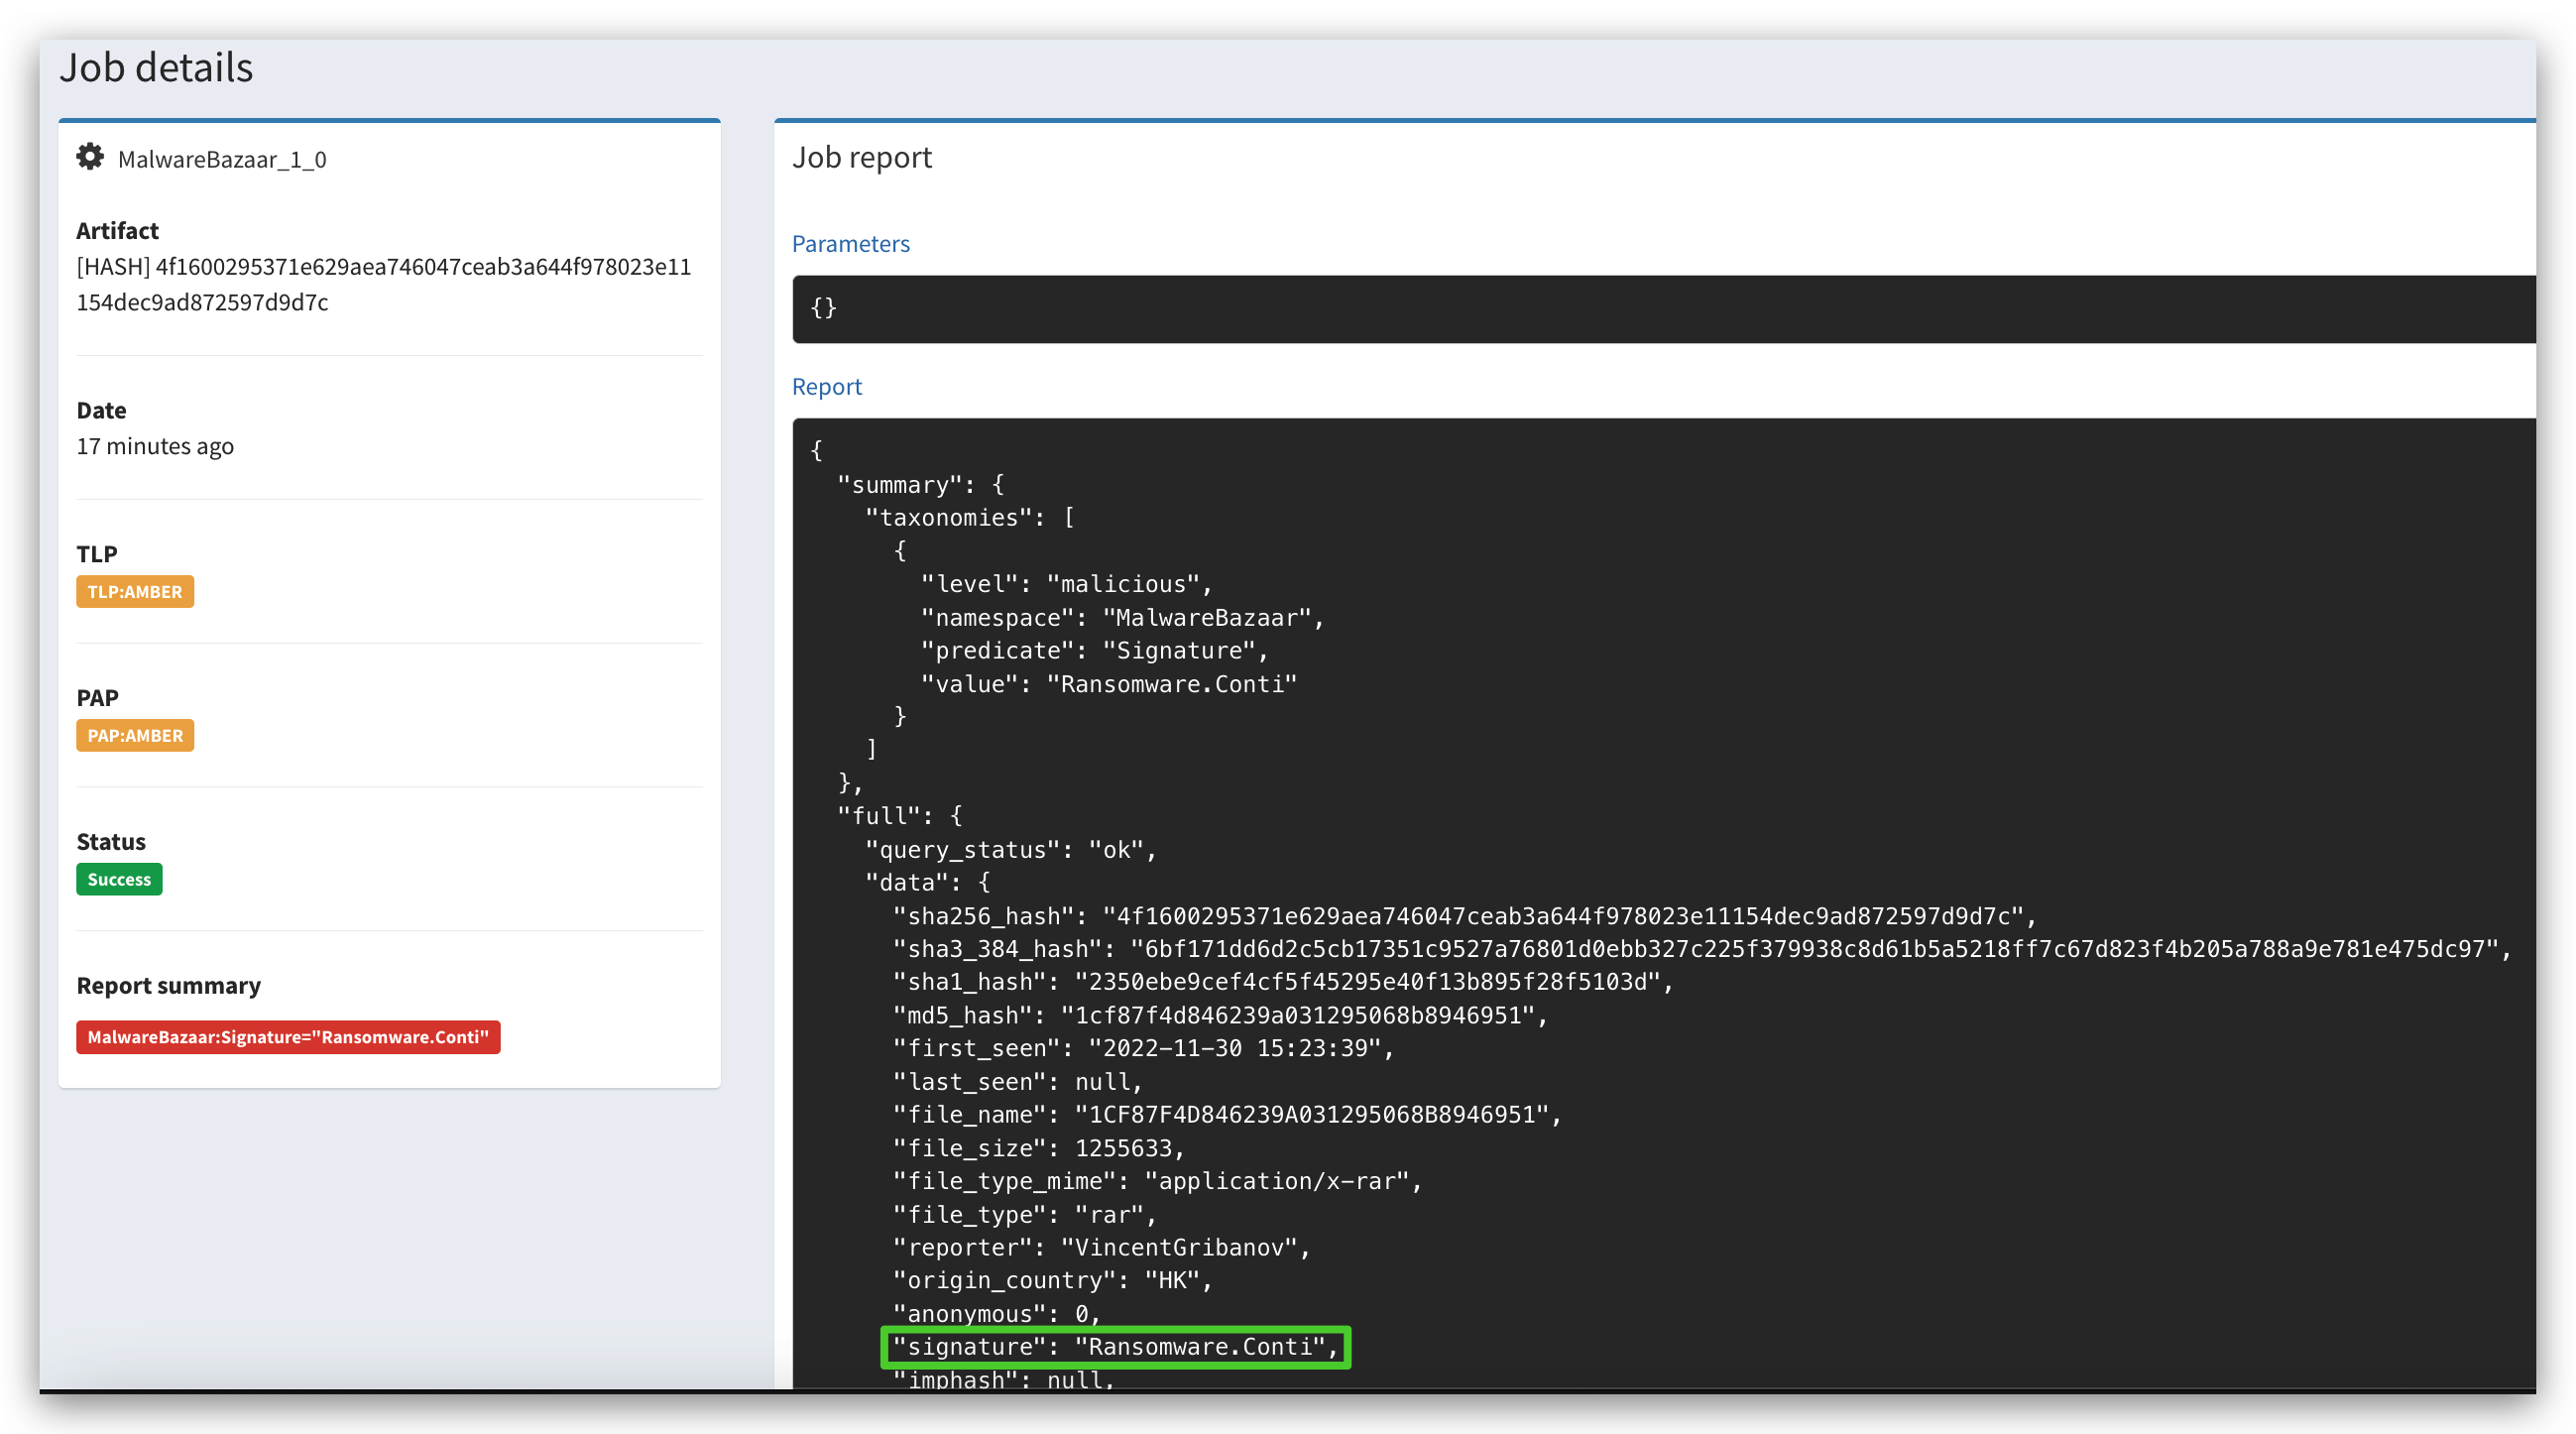 Job details
MalwareBazaar_1_0
Artifact
[HASH] 4f1600295371e629aea746047ceab3a644f978023e11
154dec9ad872597d9d7c
Date
17 minutes ago
TLP
TLP:AMBER
PAP
PAP:AMBER
Status
Success
Report summary
MalwareBazaar:Signature="Ransomware.Conti"
Job report
Parameters
{}
Report
{
"summary": {
"taxonomies": [
{
"level": "malicious",
"namespace": "MalwareBazaar",
"predicate": "Signature",
"value": "Ransomware.Conti"
}
]
},
"full": {
"query_status": "ok",
"data": {
"sha256_hash": "4f1600295371e629aea746047ceab3a644f978023e11154dec9ad872597d9d7c",
"sha3_384_hash": "6bf171dd6d2c5cb17351c9527a76801d0ebb327c225f379938c8d61b5a5218ff7c67d823f4b205a788a9e781e475dc97",
"sha1_hash": "2350ebe9cef4cf5f45295e40f13b895f28f5103d",
"md5_hash": "1cf87f4d846239a031295068b8946951",
"first_seen": "2022-11-30 15:23:39",
"last_seen": null,
"file_name": "1CF87F4D846239A031295068B8946951",
"file_size": 1255633,
"file_type_mime": "application/x-rar",
"file_type": "rar",
"reporter": "VincentGribanov",
"origin_country": "HK",
"anonymous": 0,
"signature": "Ransomware.Conti",
"imphash": null,